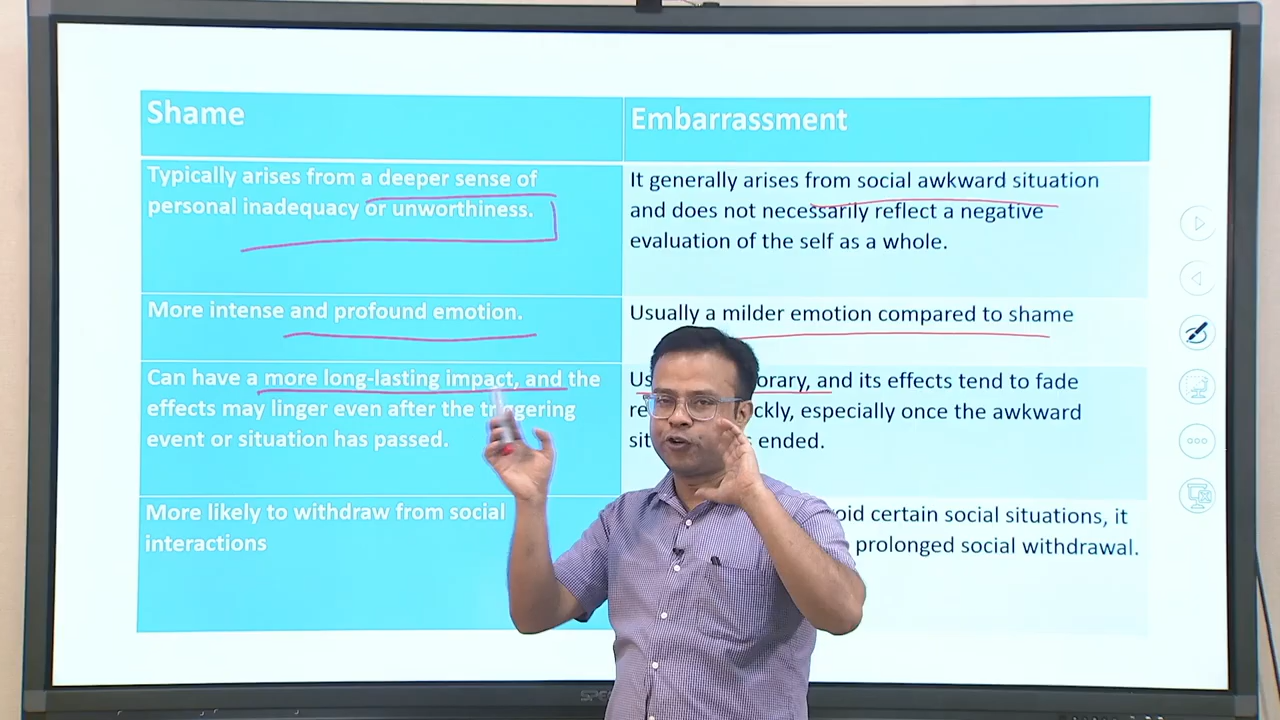 Shame
Embarrassment
Typically arises from a deeper sense of
personal inadequacy or unworthiness.
It generally arises from social awkward situation
and does not necessarily reflect a negative
evaluation of the self as a whole.
More intense and profound emotion.
Usually a milder emotion compared to shame
Can have a more long-lasting impact, and the
effects may linger even after the triggering
event or situation has passed.
and its effects tend to fade
especially once the awkward
ended.
More likely to withdraw from social
interactions
certain social situations, it
prolonged social withdrawal.